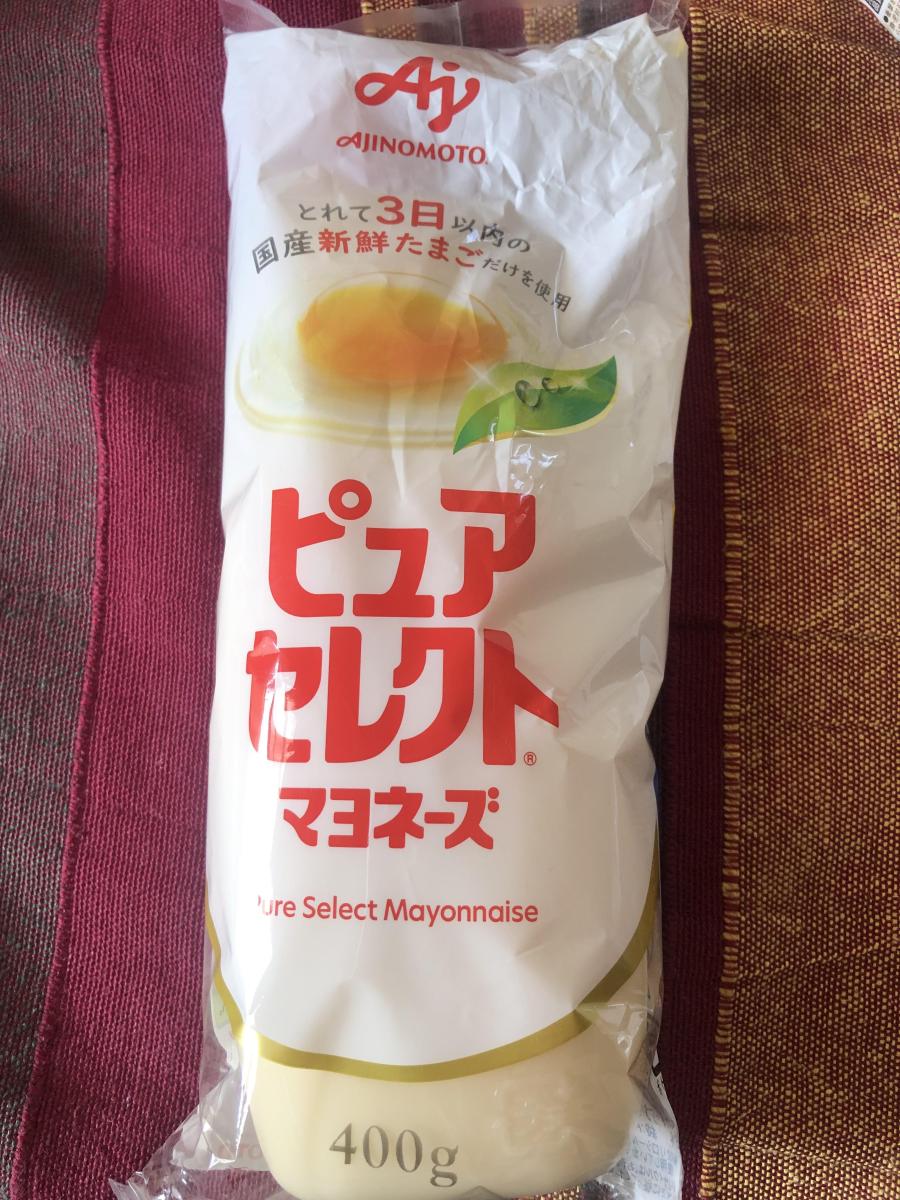 Aj
AJINOMOTO
とれて3日以内の
国産新鮮たまごだけを使用
ピュア
セレクト®
マヨネーズ
Pure Select Mayonnaise
400g